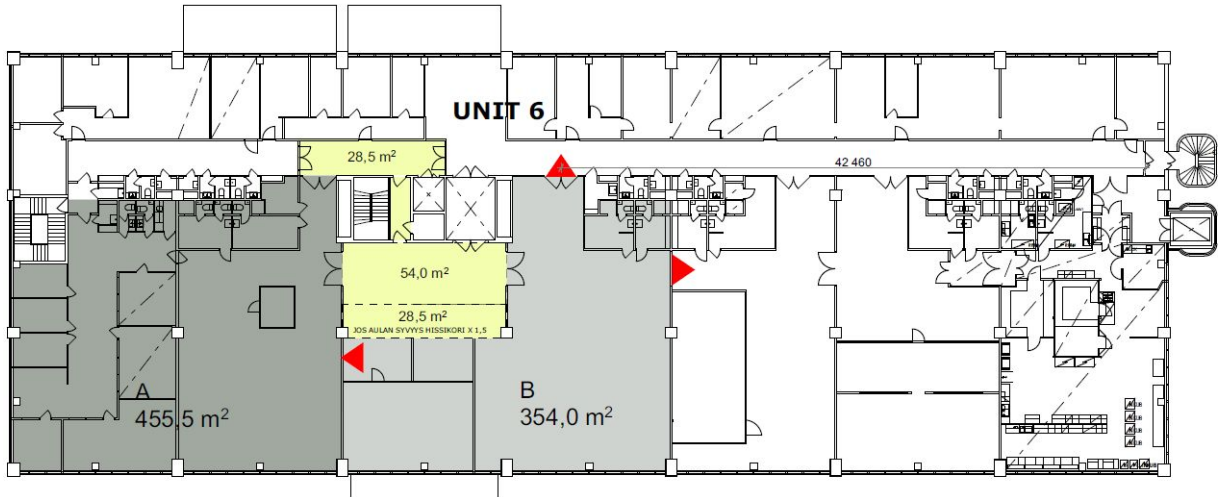 UNIT 6
28,5 m²
42 460
54,0 m²
28,5 m²
JOS AULAN SYVYYS HISSIKORI X 1,5
A
455,5 m²
B
354,0 m²